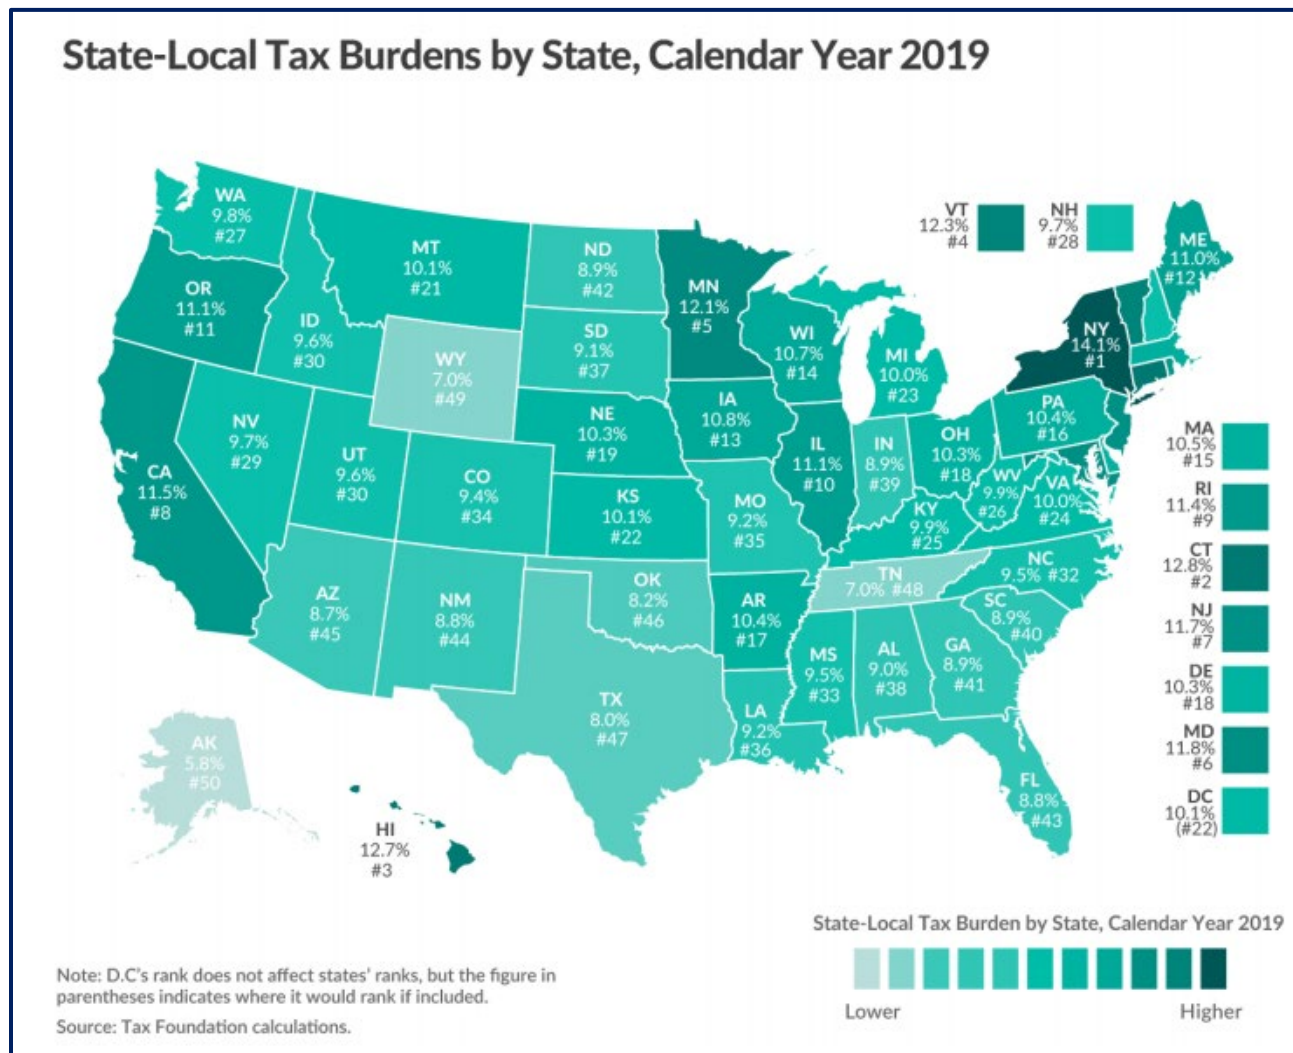 State-Local Tax Burdens by State, Calendar Year 2019
WA
9.8%
#27
MT
10.1%
#21
ND
8.9%
#42
MN
12.1%
#5
VT
12.3%
#4
NH
9.7%
#28
ME
11.0%
#12
OR
11.1%
#11
ID
9.6%
#30
WY
7.0%
#49
SD
9.1%
#37
WI
10.7%
#14
MI
10.0%
#23
NY
14.1%
#1
NV
9.7%
#29
UT
9.6%
#30
CO
9.4%
#34
NE
10.3%
#19
IA
10.8%
#13
IL
11.1%
#10
IN
8.9%
#39
OH
10.3%
#18
PA
10.4%
#16
MA
10.5%
#15
CA
11.5%
#8
KS
10.1%
#22
MO
9.2%
#35
KY
9.9%
#25
WV
9.9%
#26
VA
10.0%
#24
RI
11.4%
#9
CT
12.8%
#2
AZ
8.7%
#45
NM
8.8%
#44
OK
8.2%
#46
AR
10.4%
#17
TN
7.0% #48
NC
9.5% #32
SC
8.9%
#40
NJ
11.7%
#7
TX
8.0%
#47
LA
9.2%
#36
MS
9.5%
#33
AL
9.0%
#38
GA
8.9%
#41
DE
10.3%
#18
MD
11.8%
#6
AK
5.8%
#50
HI
12.7%
#3
FL
8.8%
#43
DC
10.1%
(#22)
State-Local Tax Burden by State, Calendar Year 2019
Lower
Higher
Note: D.C's rank does not affect states' ranks, but the figure in
parentheses indicates where it would rank if included.
Source: Tax Foundation calculations.